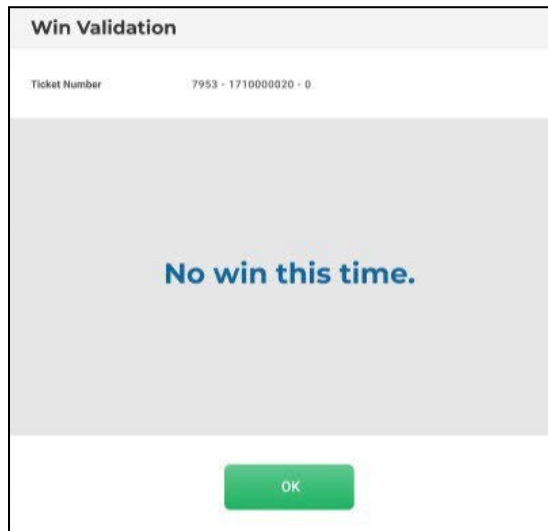 Win Validation
Ticket Number 7953 - 1710000020 - 0
No win this time.
OK